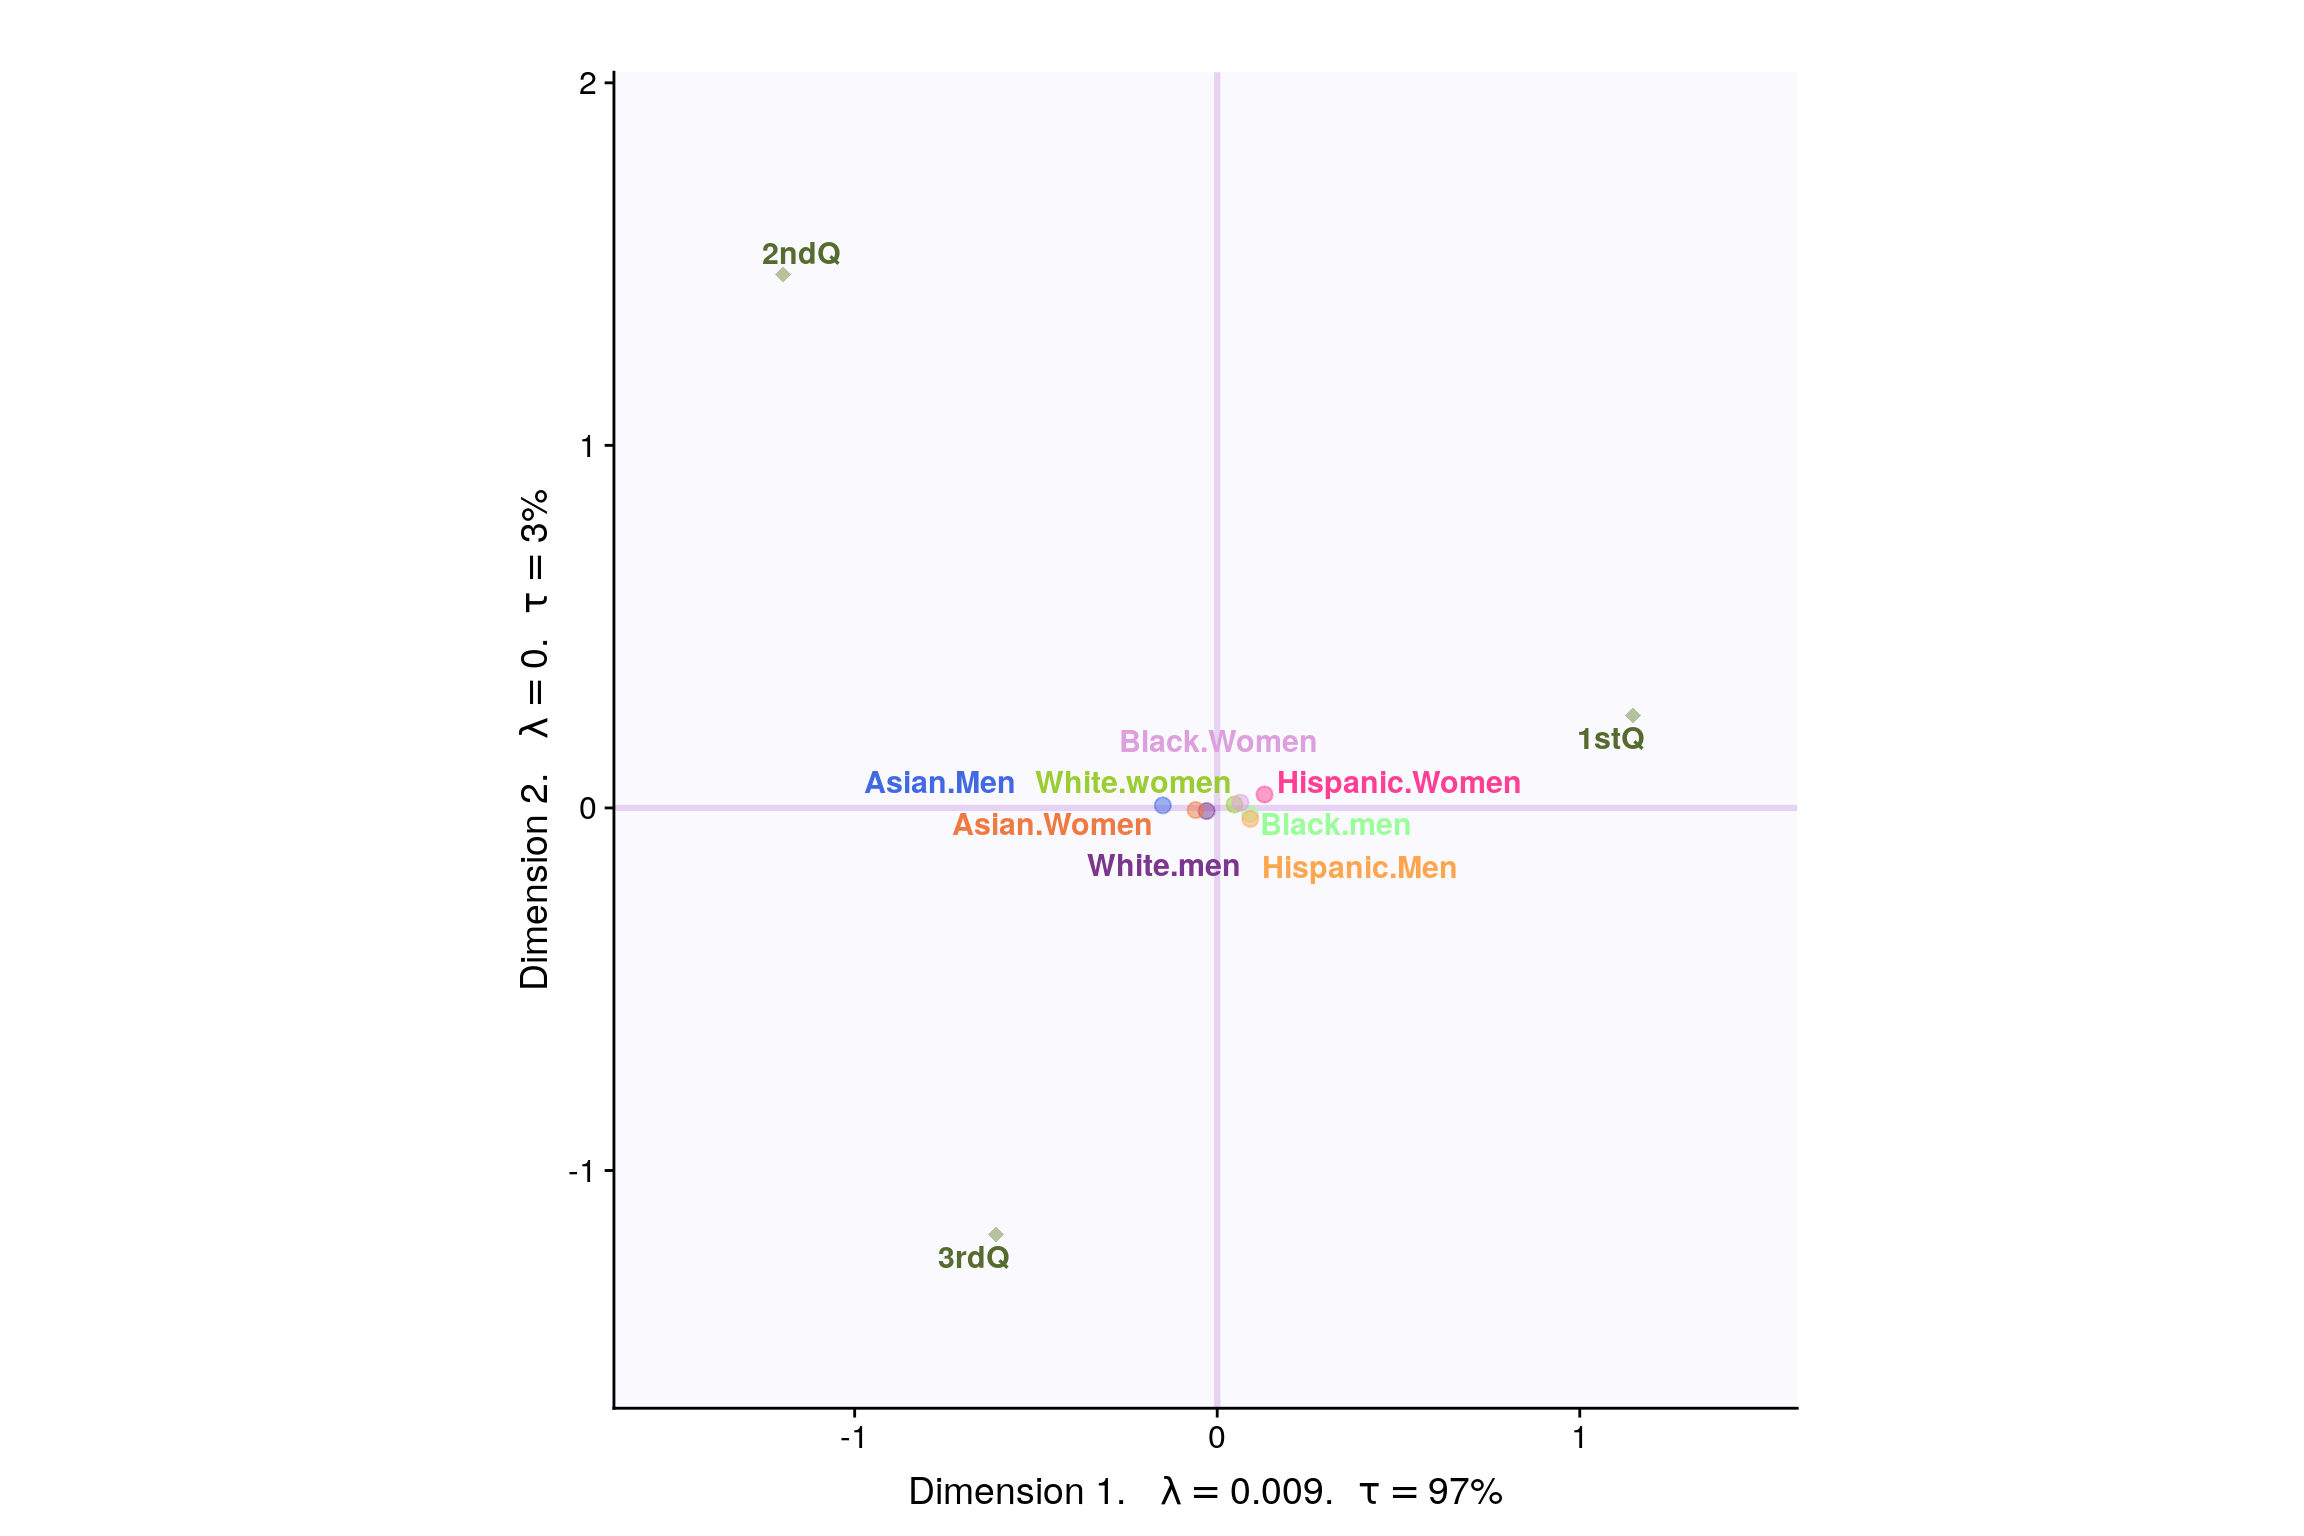 2
2ndQ
1
1stQ
Black.Women
Asian.Men
White.women
Hispanic.Women
0
Asian.Women
Black.men
White.men
Hispanic.Men
-1
3rdQ
-1
0
1
Dimension 1. λ = 0.009. τ = 97%
Dimension 2. λ = 0. τ = 3%